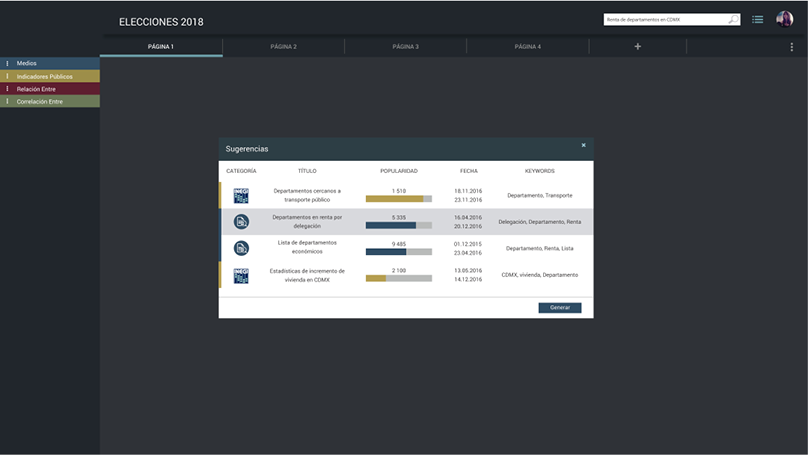 ELECCIONES 2018
Renta de departamentos en CDMX
PÁGINA 1
PÁGINA 2
PÁGINA 3
PÁGINA 4
+
Medios
Indicadores Públicos
Relación Entre
Correlación Entre
Sugerencias
CATEGORÍA
TÍTULO
POPULARIDAD
FECHA
KEYWORDS
INEGI
Departamentos cercanos a
transporte público
1 510
18.11.2016
23.11.2016
Departamento, Transporte
Departamentos en renta por
delegación
5 335
15.04.2016
20.12.2016
Delegación, Departamento, Renta
Lista de departamentos
económicos
9 485
01.12.2015
23.04.2016
Departamento, Renta, Lista
INEGI
Estadísticas de incremento de
vivienda en CDMX
2 100
13.05.2016
14.12.2016
CDMX, vivienda, Departamento
Generar